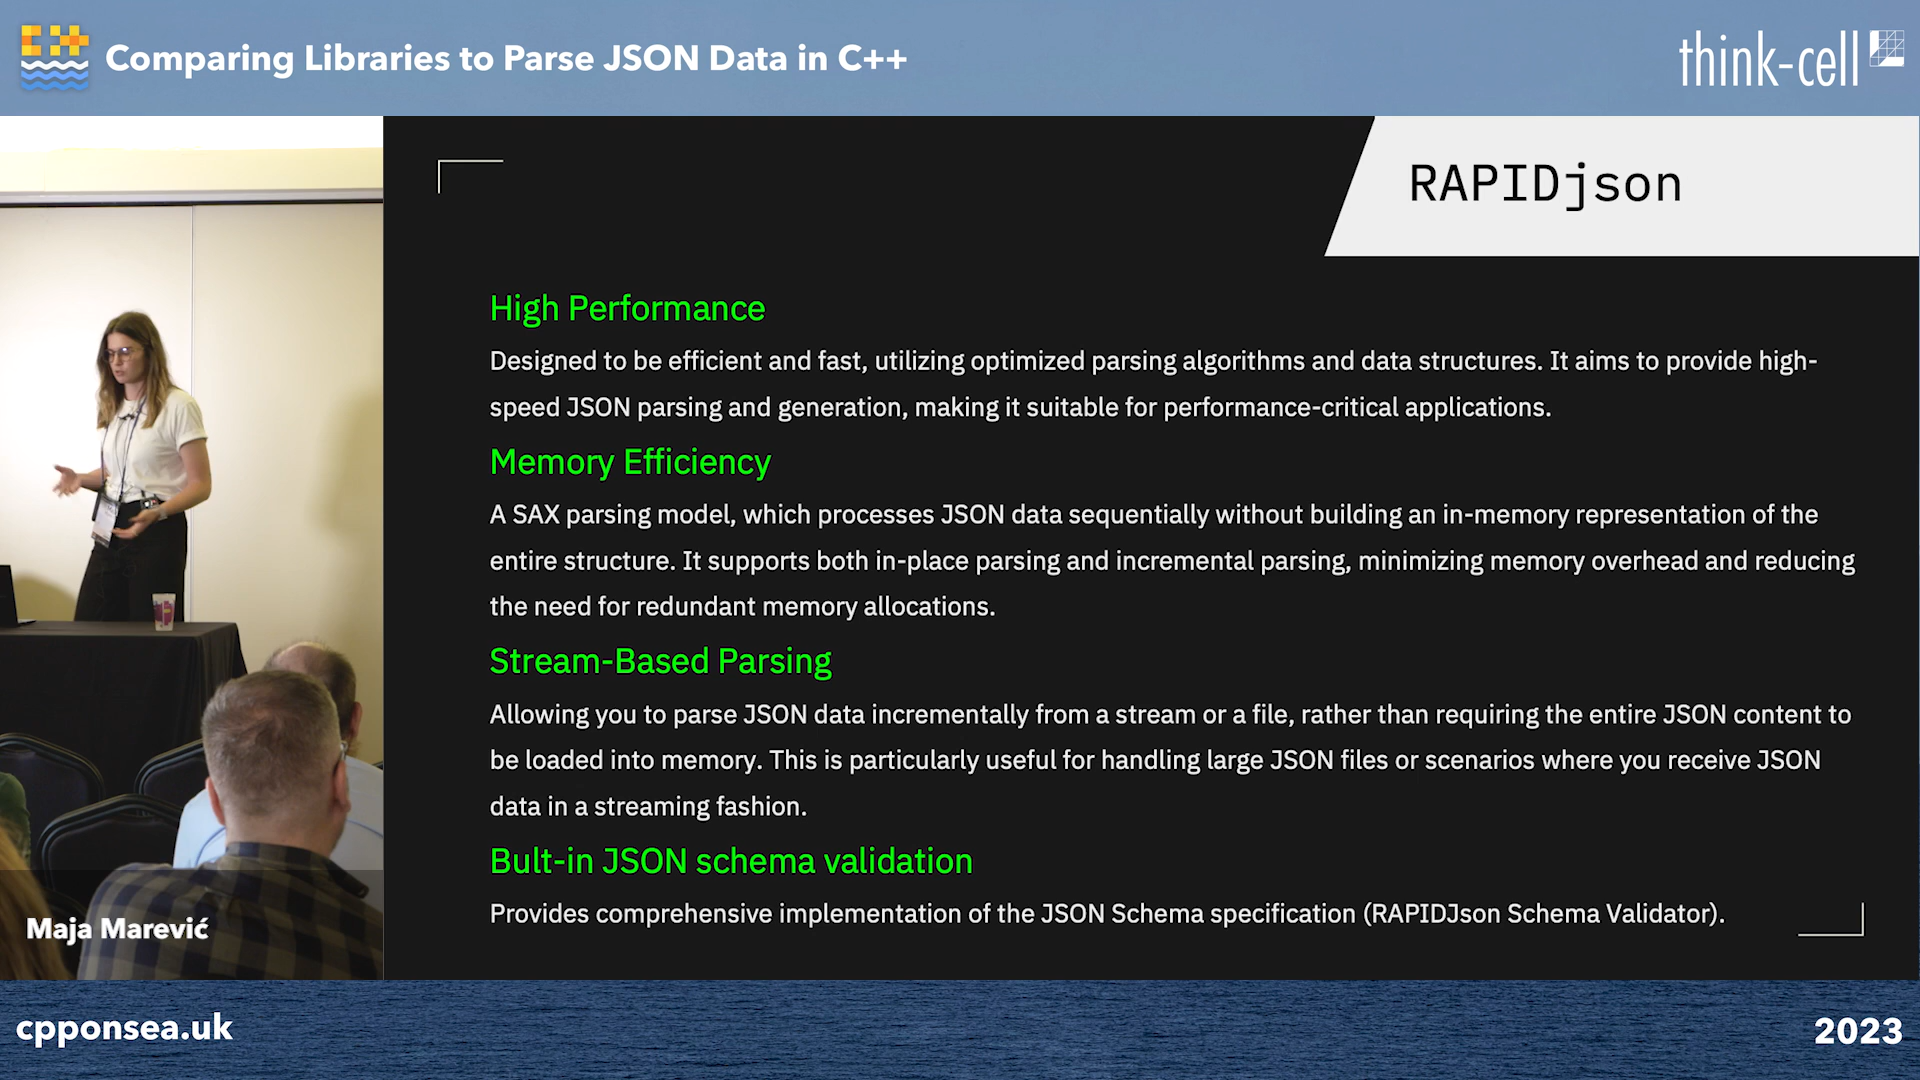 Comparing Libraries to Parse JSON Data in C++
think-cell
RAPIDjson
High Performance
Designed to be efficient and fast, utilizing optimized parsing algorithms and data structures. It aims to provide high-
speed JSON parsing and generation, making it suitable for performance-critical applications.
Memory Efficiency
A SAX parsing model, which processes JSON data sequentially without building an in-memory representation of the
entire structure. It supports both in-place parsing and incremental parsing, minimizing memory overhead and reducing
the need for redundant memory allocations.
Stream-Based Parsing
Allowing you to parse JSON data incrementally from a stream or a file, rather than requiring the entire JSON content to
be loaded into memory. This is particularly useful for handling large JSON files or scenarios where you receive JSON
data in a streaming fashion.
Bult-in JSON schema validation
Provides comprehensive implementation of the JSON Schema specification (RAPIDJson Schema Validator).
Maja Marević
cpponsea.uk
2023